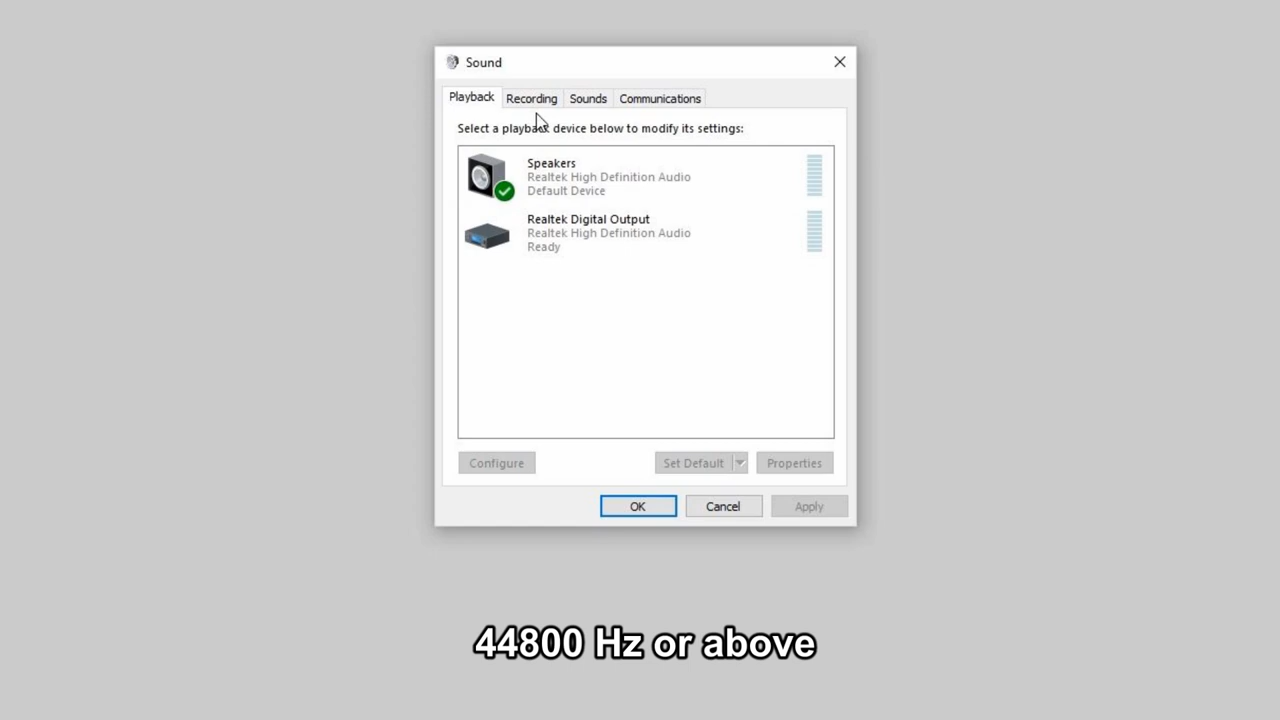 Sound
Playback
Recording
Sounds
Communications
Select a playback device below to modify its settings:
Speakers
Realtek High Definition Audio
Default Device
Realtek Digital Output
Realtek High Definition Audio
Ready
Configure
Set Default
Properties
OK
Cancel
Apply
44800 Hz or above